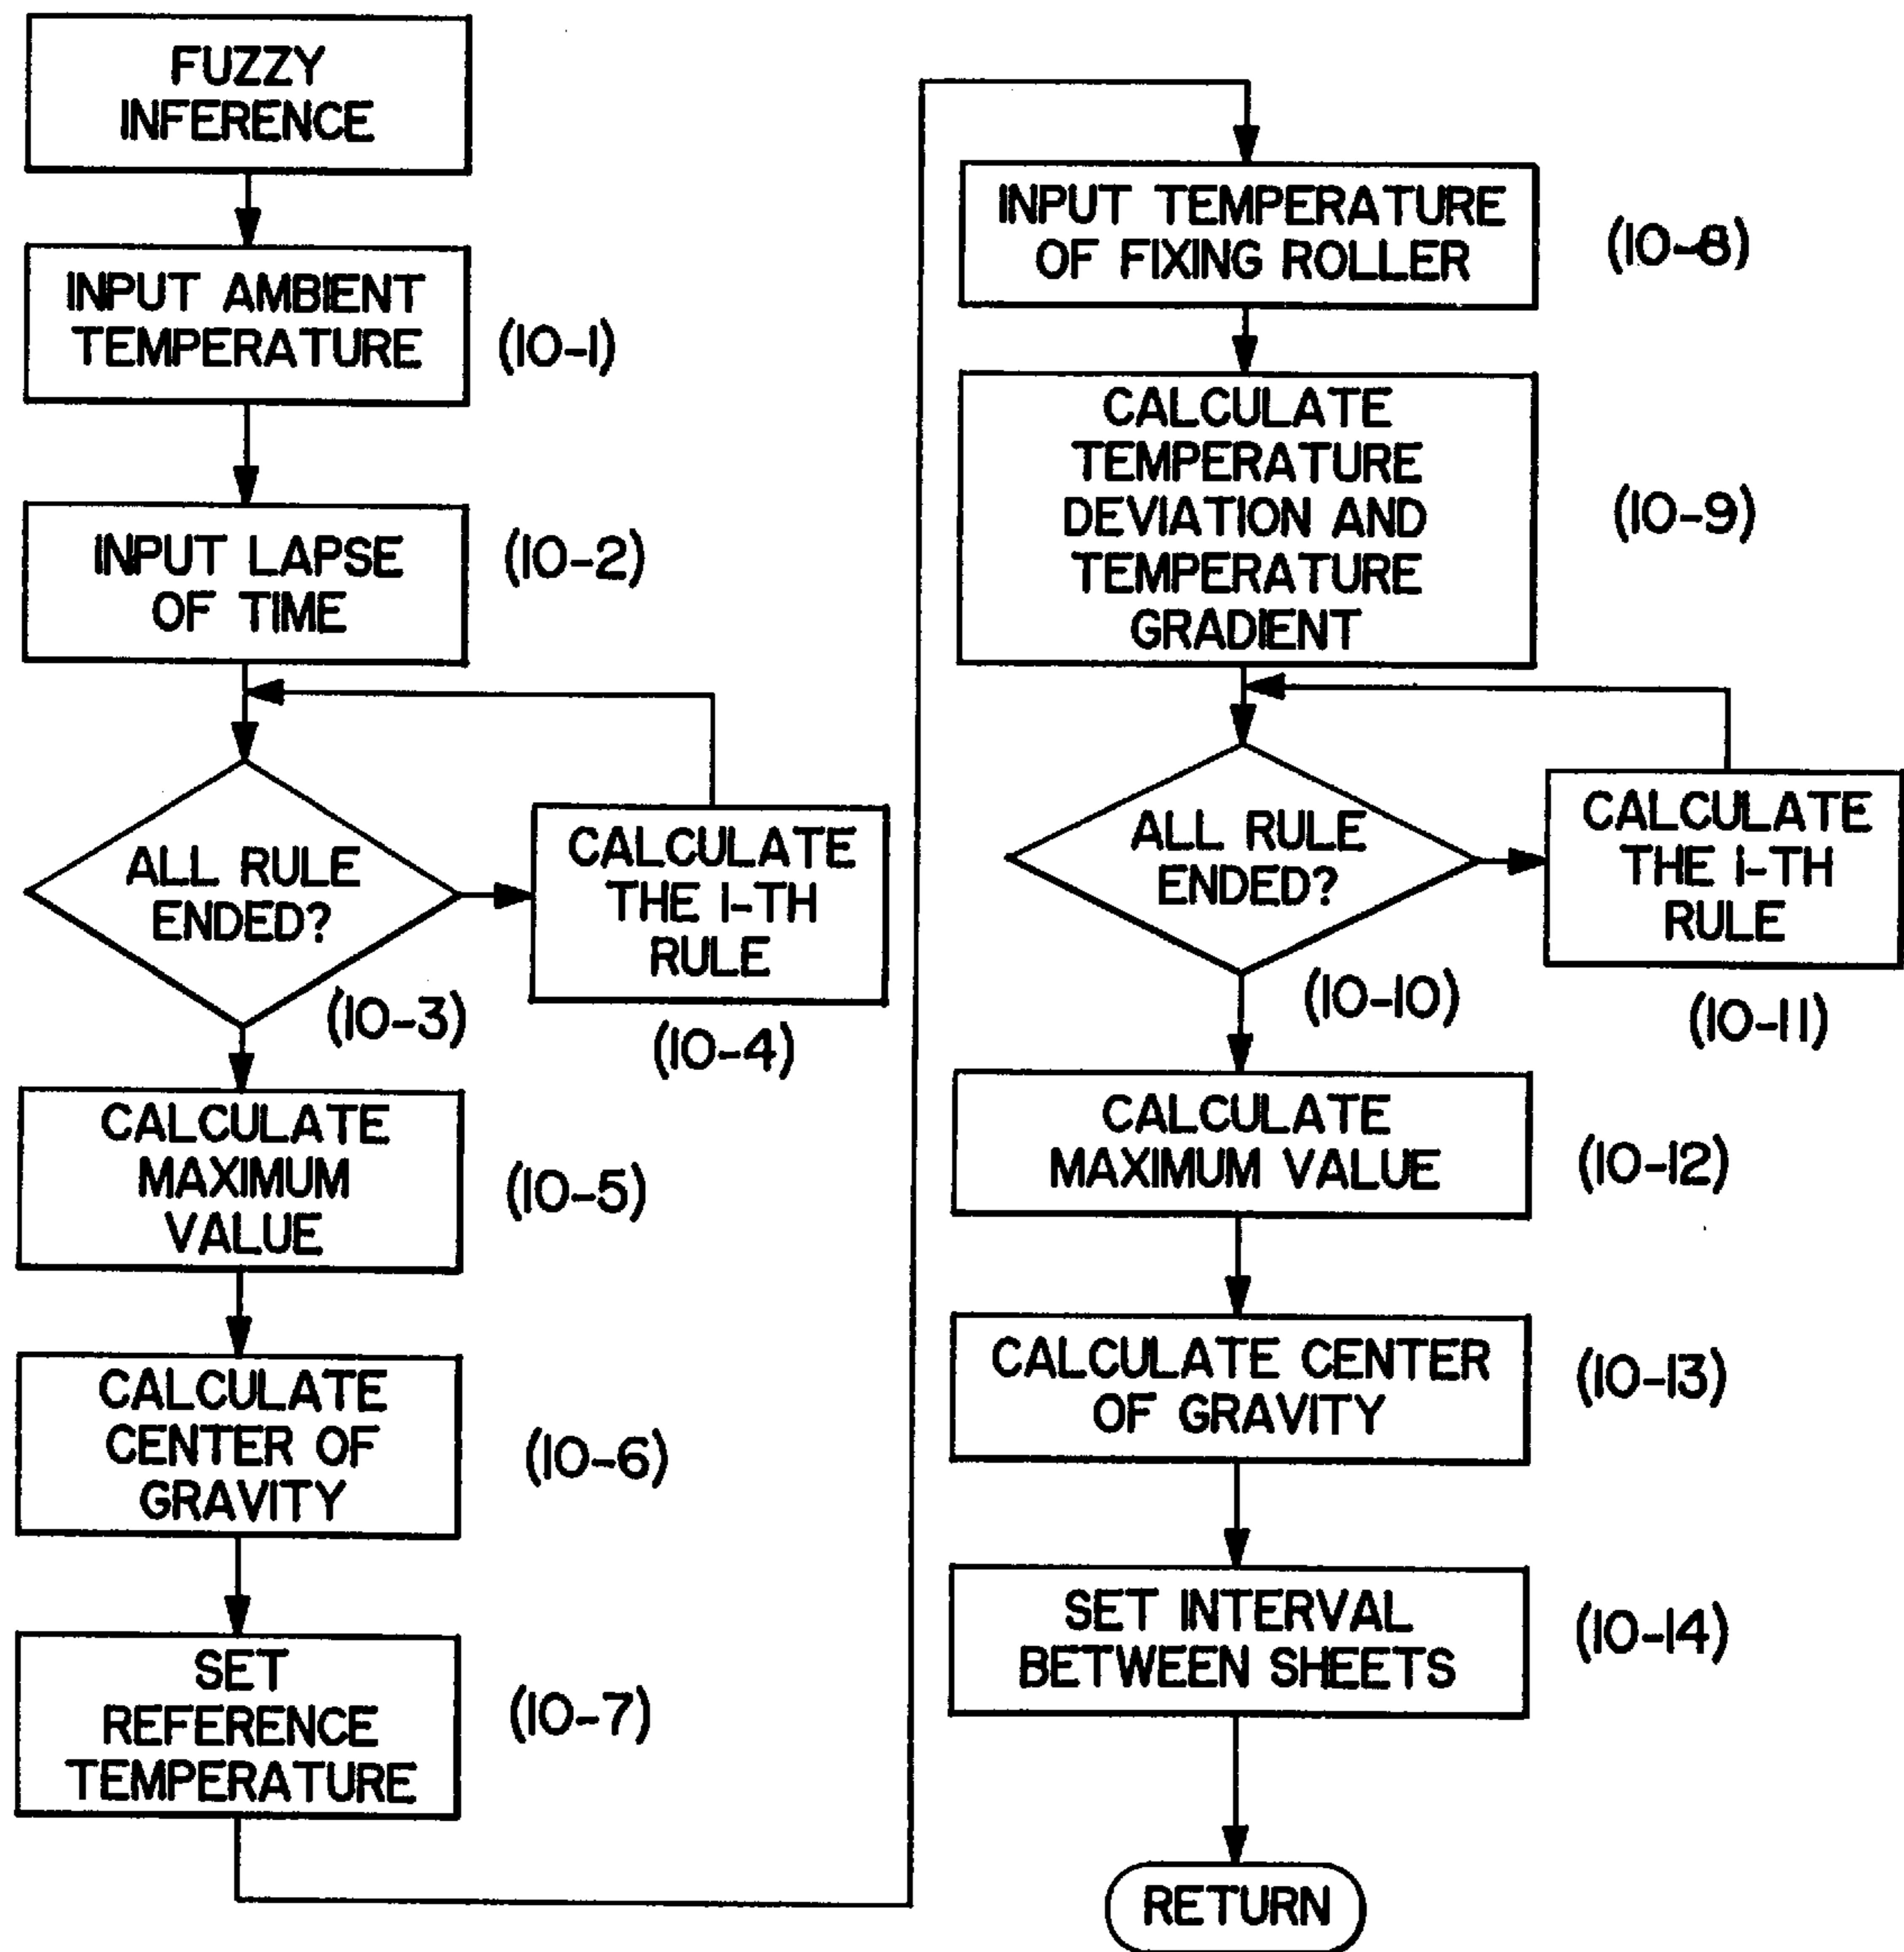 FUZZY
INFERENCE
INPUT AMBIENT
TEMPERATURE
(10-1)
INPUT LAPSE
OF TIME
(10-2)
ALL RULE
ENDED?
(10-3)
CALCULATE
THE I-TH
RULE
(10-4)
CALCULATE
MAXIMUM
VALUE
(10-5)
CALCULATE
CENTER OF
GRAVITY
(10-6)
SET
REFERENCE
TEMPERATURE
(10-7)
INPUT TEMPERATURE
OF FIXING ROLLER
(10-8)
CALCULATE
TEMPERATURE
DEVIATION AND
TEMPERATURE
GRADIENT
(10-9)
ALL RULE
ENDED?
(10-10)
CALCULATE
THE I-TH
RULE
(10-11)
CALCULATE
MAXIMUM VALUE
(10-12)
CALCULATE CENTER
OF GRAVITY
(10-13)
SET INTERVAL
BETWEEN SHEETS
(10-14)
RETURN